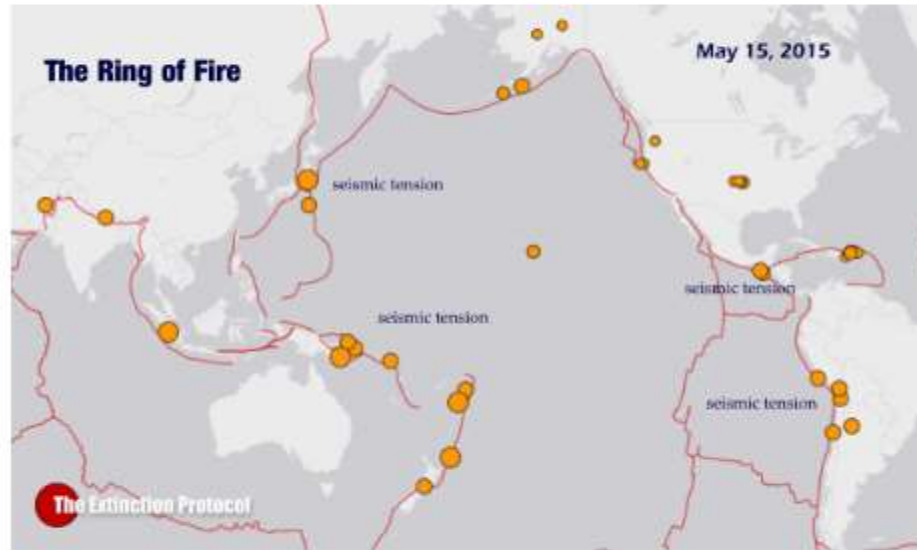 The Ring of Fire
May 15, 2015
seismic tension
seismic tension
seismic tension
seismic tension
The Extinction Protocol